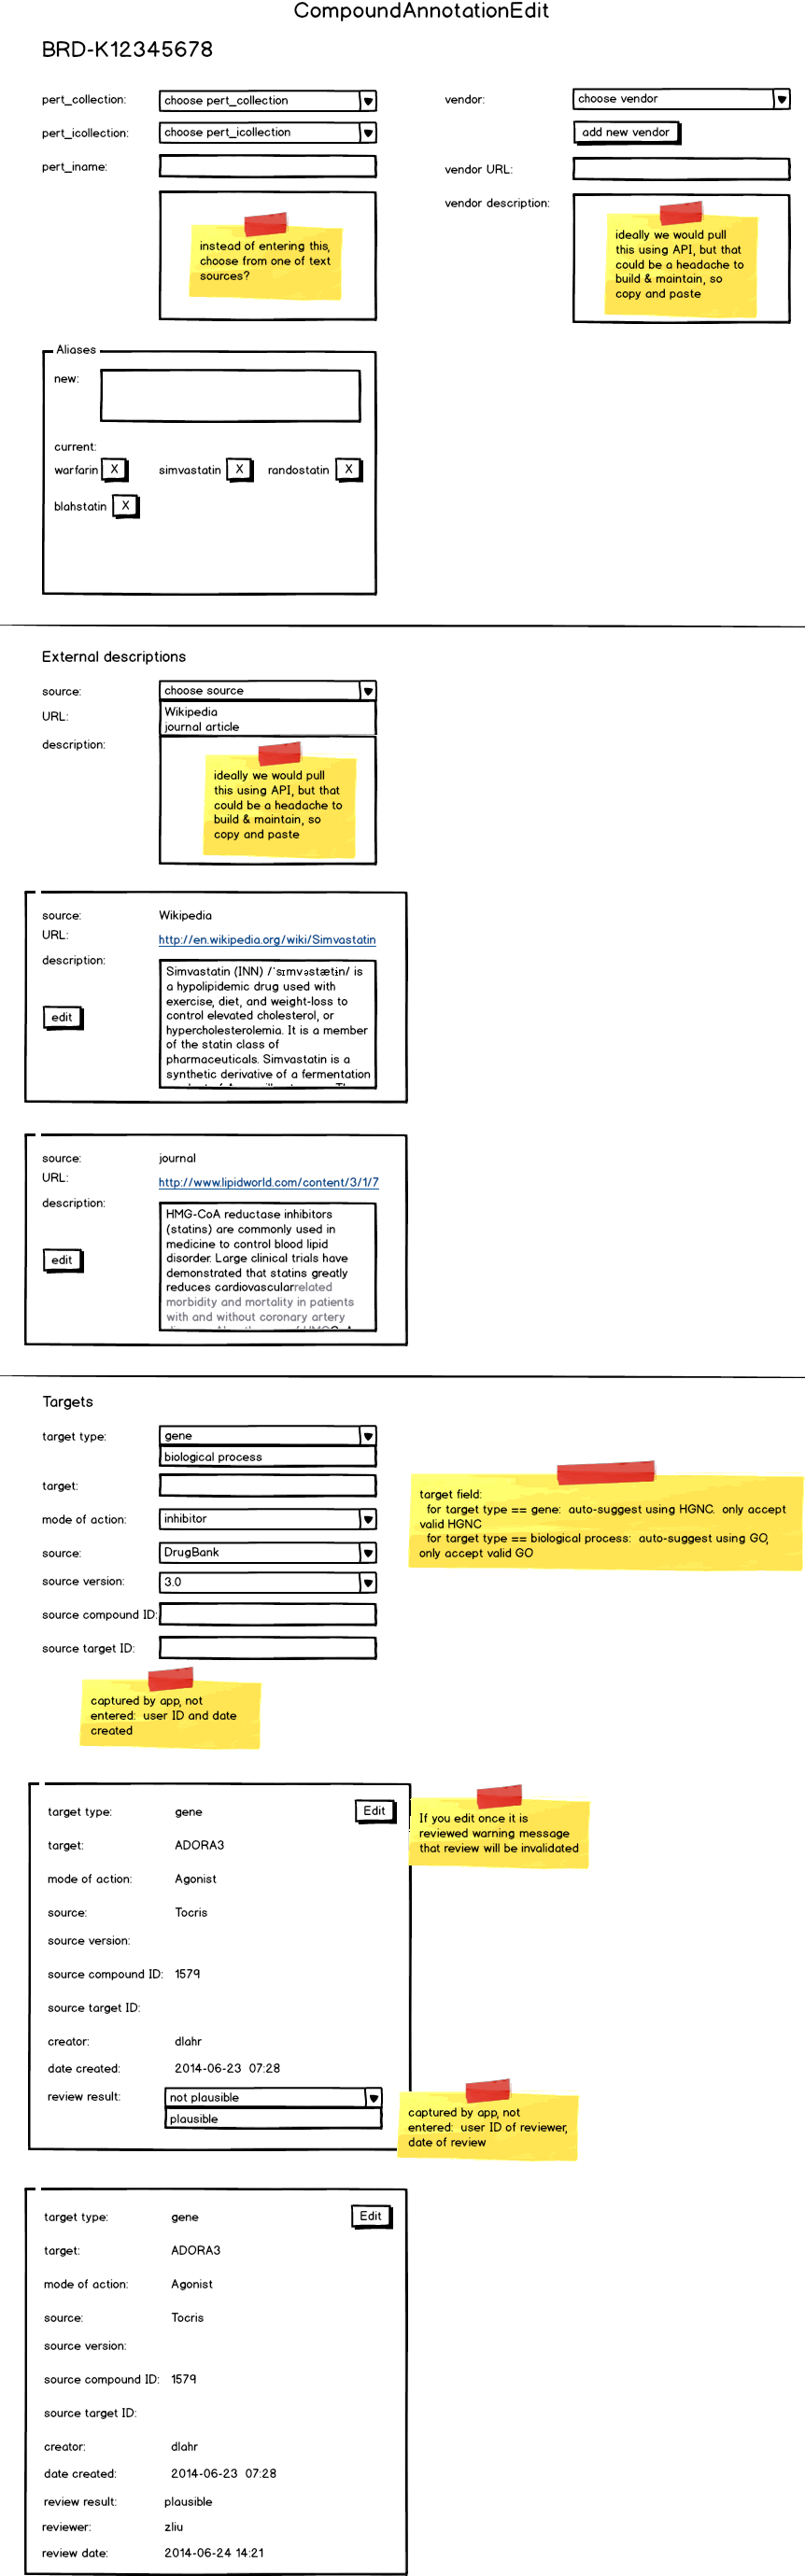 CompoundAnnotationEdit
BRD-K12345678
pert_collection:
choose pert_collection
pert_icollection:
choose pert_icollection
pert_iname:
instead of entering this,
choose from one of text
sources?
vendor:
choose vendor
add new vendor
vendor URL:
vendor description:
ideally we would pull
this using API, but that
could be a headache to
build & maintain, so
copy and paste
Aliases
new:
current:
warfarin X simvastatin X randostatin X
blahstatin X
External descriptions
source:
choose source
Wikipedia
journal article
URL:
description:
ideally we would pull
this using API, but that
could be a headache to
build & maintain, so
copy and paste
source: Wikipedia
URL: http://en.wikipedia.org/wiki/Simvastatin
description:
edit
Simvastatin (INN) /ˈsɪmvəstætɨn/ is
a hypolipidemic drug used with
exercise, diet, and weight-loss to
control elevated cholesterol, or
hypercholesterolemia. It is a member
of the statin class of
pharmaceuticals. Simvastatin is a
synthetic derivative of a fermentation
source: journal
URL: http://www.lipidworld.com/content/3/1/7
description:
edit
HMG-CoA reductase inhibitors
(statins) are commonly used in
medicine to control blood lipid
disorder. Large clinical trials have
demonstrated that statins greatly
reduces cardiovascularrelated
morbidity and mortality in patients
with and without coronary artery
Targets
target type: gene
biological process
target:
mode of action: inhibitor
source: DrugBank
source version: 3.0
source compound ID:
source target ID:
target field:
for target type == gene: auto-suggest using HGNC. only accept
valid HGNC
for target type == biological process: auto-suggest using GO,
only accept valid GO
captured by app, not
entered: user ID and date
created
target type: gene
Edit
target: ADORA3
mode of action: Agonist
source: Tocris
source version:
source compound ID: 1579
source target ID:
creator: dlahr
date created: 2014-06-23 07:28
review result: not plausible
plausible
If you edit once it is
reviewed warning message
that review will be invalidated
captured by app, not
entered: user ID of reviewer,
date of review
target type: gene
Edit
target: ADORA3
mode of action: Agonist
source: Tocris
source version:
source compound ID: 1579
source target ID:
creator: dlahr
date created: 2014-06-23 07:28
review result: plausible
reviewer: zliu
review date: 2014-06-24 14:21